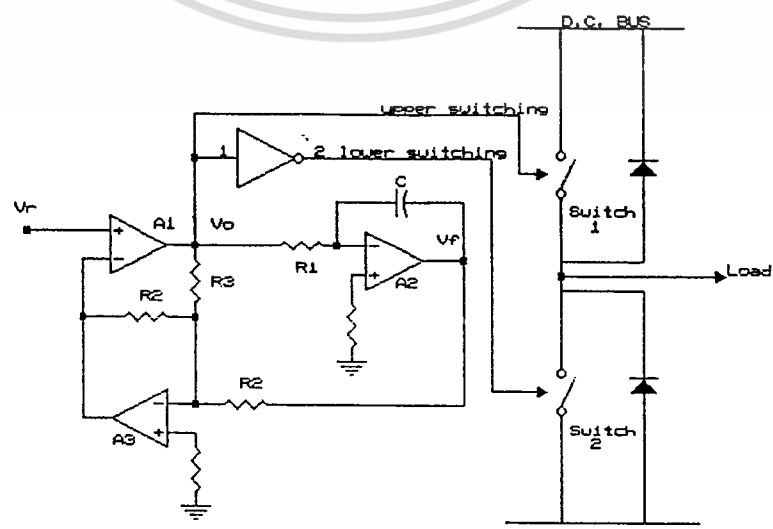 D.C. BUS
upper switching
1
2 lower switching
C
Vr
+
A1
Vo
-
R1
-
Vf
+
A2
Switch
1
Load
R3
R2
R2
-
A3
+
Switch
2